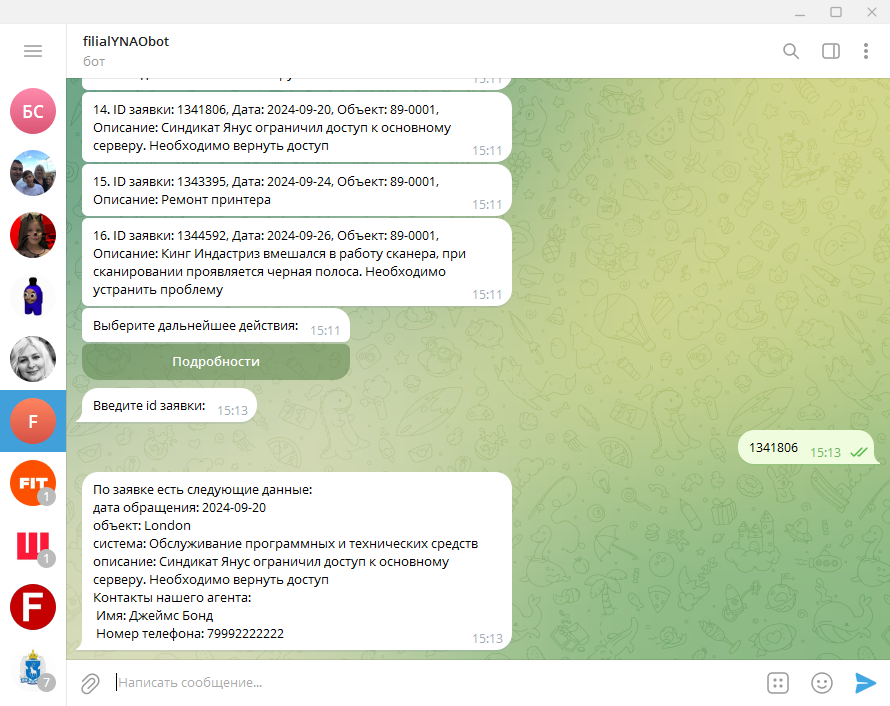 filialYNAObot
бот
15:11
14. ID заявки: 1341806, Дата: 2024-09-20, Объект: 89-0001,
Описание: Синдикат Янус ограничил доступ к основному
серверу. Необходимо вернуть доступ
15:11
15. ID заявки: 1343395, Дата: 2024-09-24, Объект: 89-0001,
Описание: Ремонт принтера
15:11
16. ID заявки: 1344592, Дата: 2024-09-26, Объект: 89-0001,
Описание: Кинг Индастриз вмешался в работу сканера, при
сканировании проявляется черная полоса. Необходимо
устранить проблему
15:11
Выберите дальнейшее действия: 15:11
Подробности
Введите id заявки: 15:13
1341806 15:13
По заявке есть следующие данные:
дата обращения: 2024-09-20
объект: London
система: Обслуживание программных и технических средств
описание: Синдикат Янус ограничил доступ к основному
серверу. Необходимо вернуть доступ
Контакты нашего агента:
Имя: Джеймс Бонд
Номер телефона: 79992222222
15:13
Написать сообщение...
БС
F
FIT
1
Ш
1
F
7